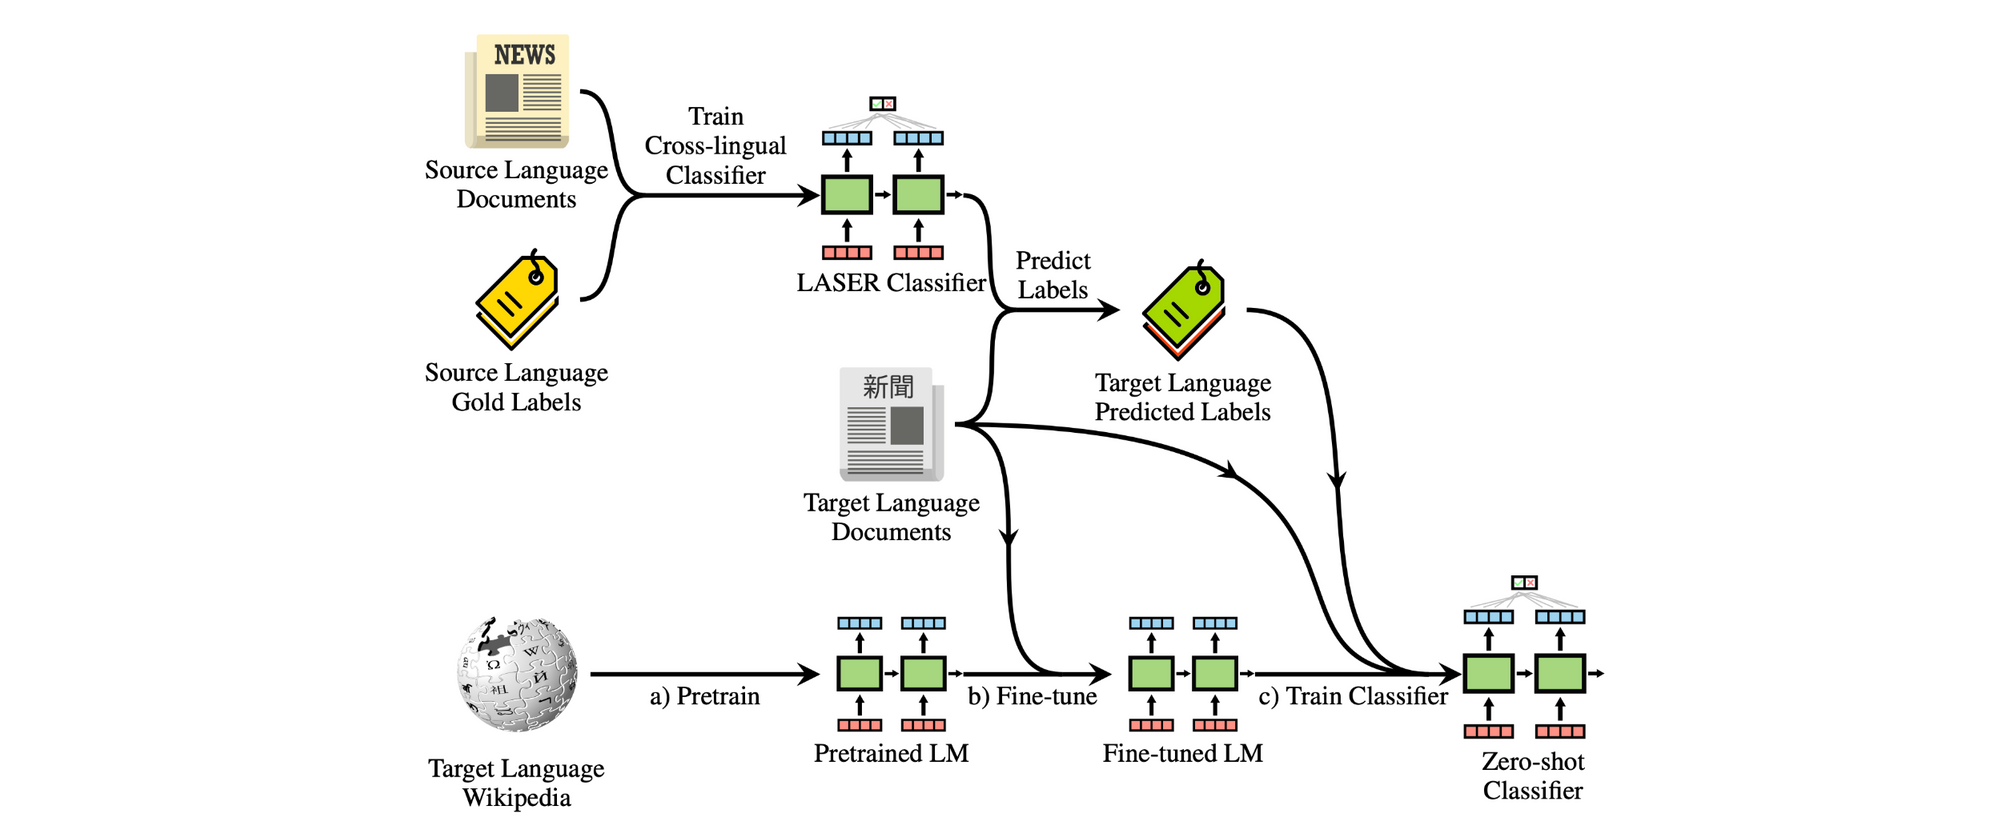 NEWS
Source Language
Documents
Train
Cross-lingual
Classifier
LASER Classifier
Source Language
Gold Labels
Predict
Labels
Target Language
Predicted Labels
新聞
Target Language
Documents
Target Language
Wikipedia
a) Pretrain
Pretrained LM
b) Fine-tune
Fine-tuned LM
c) Train Classifier
Zero-shot
Classifier
Ω
W
И
祖